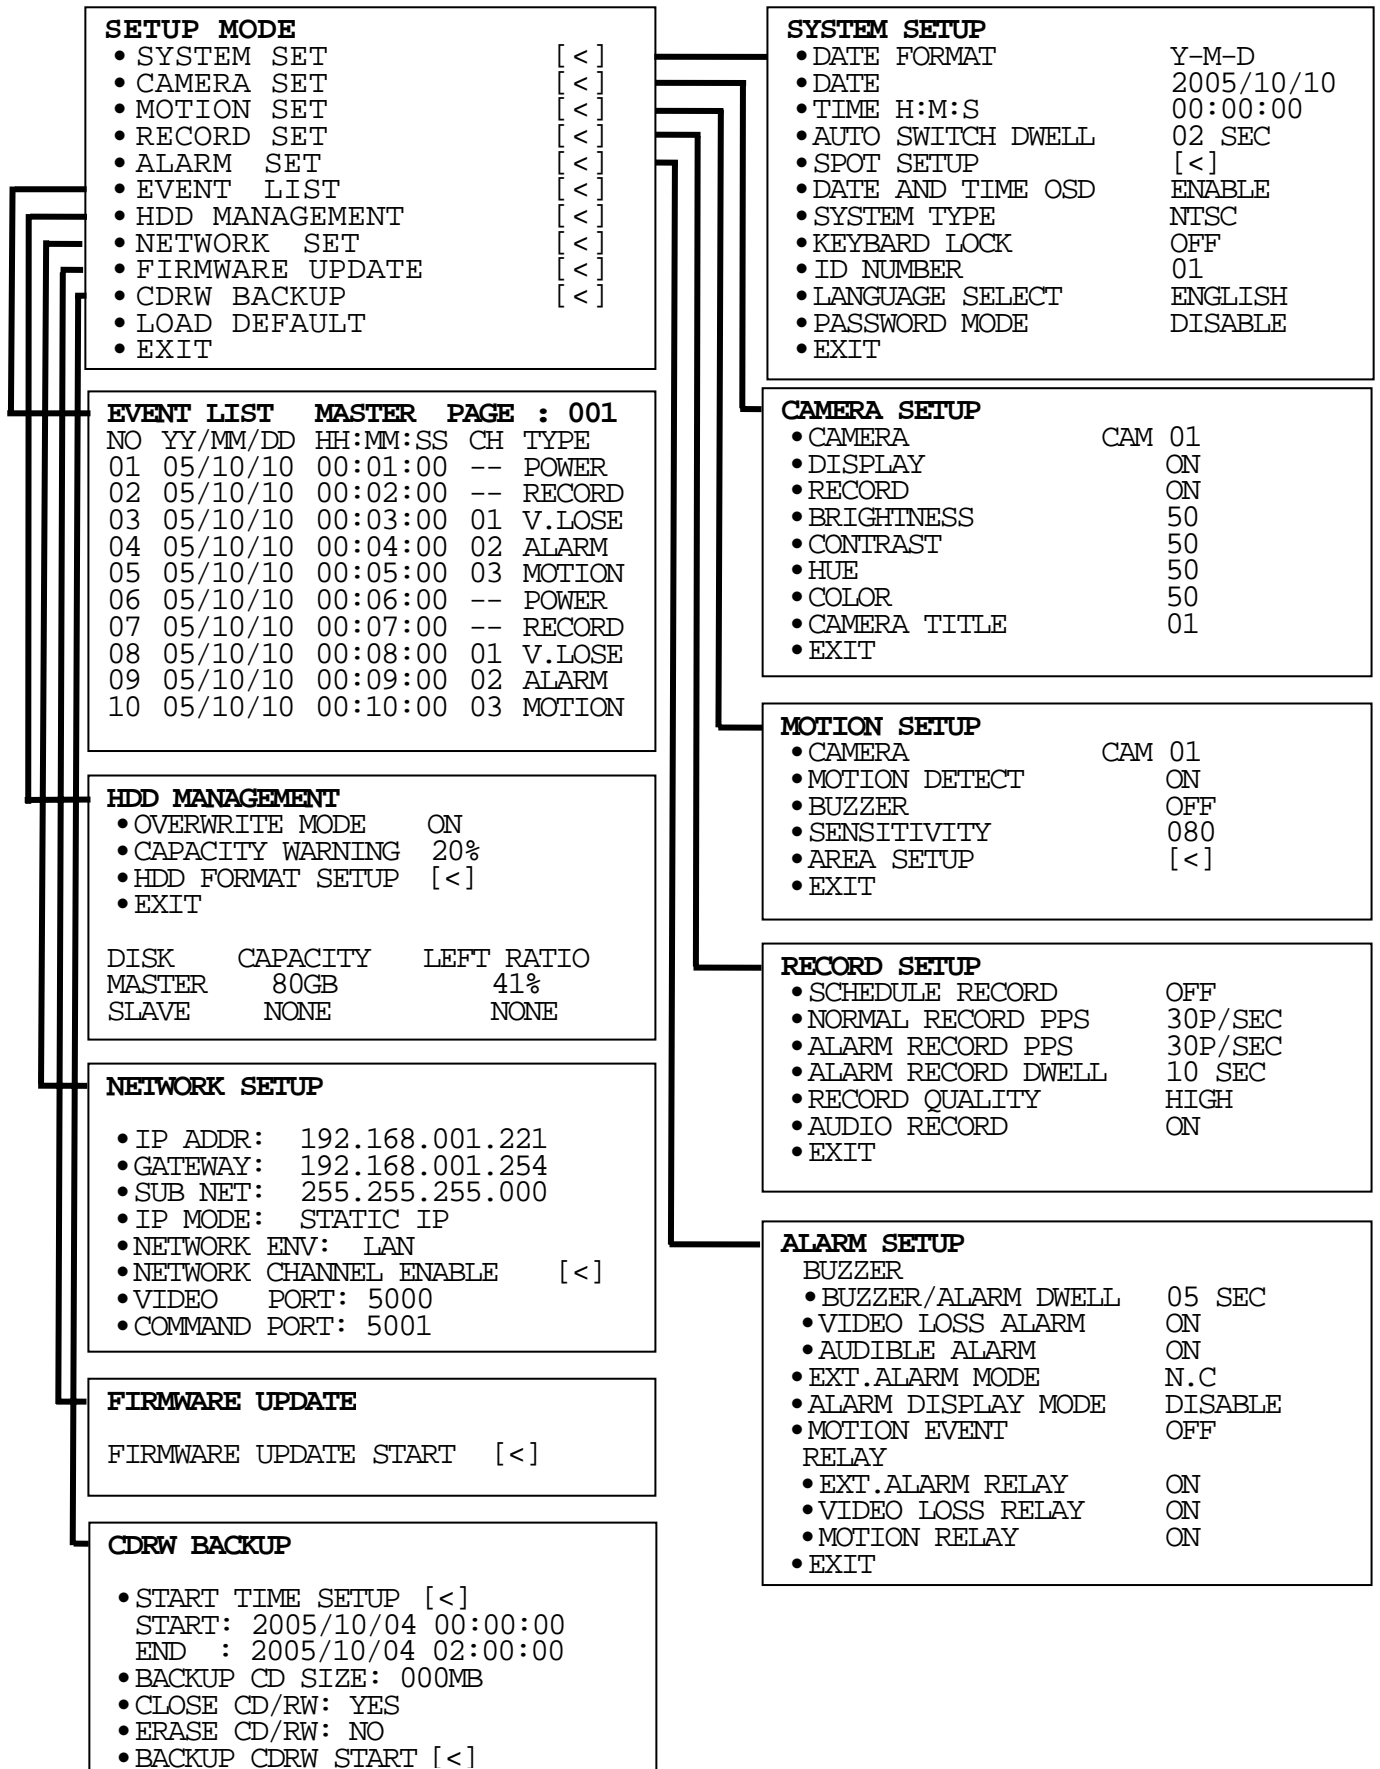 SETUP MODE
•SYSTEM SET [<]
•CAMERA SET [<]
•MOTION SET [<]
•RECORD SET [<]
•ALARM SET [<]
•EVENT LIST [<]
•HDD MANAGEMENT [<]
•NETWORK SET [<]
•FIRMWARE UPDATE [<]
•CDRW BACKUP [<]
•LOAD DEFAULT
•EXIT
EVENT LIST MASTER PAGE : 001
NO YY/MM/DD HH:MM:SS CH TYPE
01 05/10/10 00:01:00 -- POWER
02 05/10/10 00:02:00 -- RECORD
03 05/10/10 00:03:00 01 V.LOSE
04 05/10/10 00:04:00 02 ALARM
05 05/10/10 00:05:00 03 MOTION
06 05/10/10 00:06:00 -- POWER
07 05/10/10 00:07:00 -- RECORD
08 05/10/10 00:08:00 01 V.LOSE
09 05/10/10 00:09:00 02 ALARM
10 05/10/10 00:10:00 03 MOTION
HDD MANAGEMENT
•OVERWRITE MODE ON
•CAPACITY WARNING 20%
•HDD FORMAT SETUP [<]
•EXIT
DISK CAPACITY LEFT RATIO
MASTER 80GB 41%
SLAVE NONE NONE
NETWORK SETUP
•IP ADDR: 192.168.001.221
•GATEWAY: 192.168.001.254
•SUB NET: 255.255.255.000
•IP MODE: STATIC IP
•NETWORK ENV: LAN
•NETWORK CHANNEL ENABLE [<]
•VIDEO PORT: 5000
•COMMAND PORT: 5001
FIRMWARE UPDATE
FIRMWARE UPDATE START [<]
CDRW BACKUP
•START TIME SETUP [<]
START: 2005/10/04 00:00:00
END : 2005/10/04 02:00:00
•BACKUP CD SIZE: 000MB
•CLOSE CD/RW: YES
•ERASE CD/RW: NO
•BACKUP CDRW START [<]
SYSTEM SETUP
•DATE FORMAT Y-M-D
•DATE 2005/10/10
•TIME H:M:S 00:00:00
•AUTO SWITCH DWELL 02 SEC
•SPOT SETUP [<]
•DATE AND TIME OSD ENABLE
•SYSTEM TYPE NTSC
•KEYBARD LOCK OFF
•ID NUMBER 01
•LANGUAGE SELECT ENGLISH
•PASSWORD MODE DISABLE
•EXIT
CAMERA SETUP
•CAMERA CAM 01
•DISPLAY ON
•RECORD ON
•BRIGHTNESS 50
•CONTRAST 50
•HUE 50
•COLOR 50
•CAMERA TITLE 01
•EXIT
MOTION SETUP
•CAMERA CAM 01
•MOTION DETECT ON
•BUZZER OFF
•SENSITIVITY 080
•AREA SETUP [<]
•EXIT
RECORD SETUP
•SCHEDULE RECORD OFF
•NORMAL RECORD PPS 30P/SEC
•ALARM RECORD PPS 30P/SEC
•ALARM RECORD DWELL 10 SEC
•RECORD QUALITY HIGH
•AUDIO RECORD ON
•EXIT
ALARM SETUP
BUZZER
•BUZZER/ALARM DWELL 05 SEC
•VIDEO LOSS ALARM ON
•AUDIBLE ALARM ON
•EXT.ALARM MODE N.C
•ALARM DISPLAY MODE DISABLE
•MOTION EVENT OFF
RELAY
•EXT.ALARM RELAY ON
•VIDEO LOSS RELAY ON
•MOTION RELAY ON
•EXIT